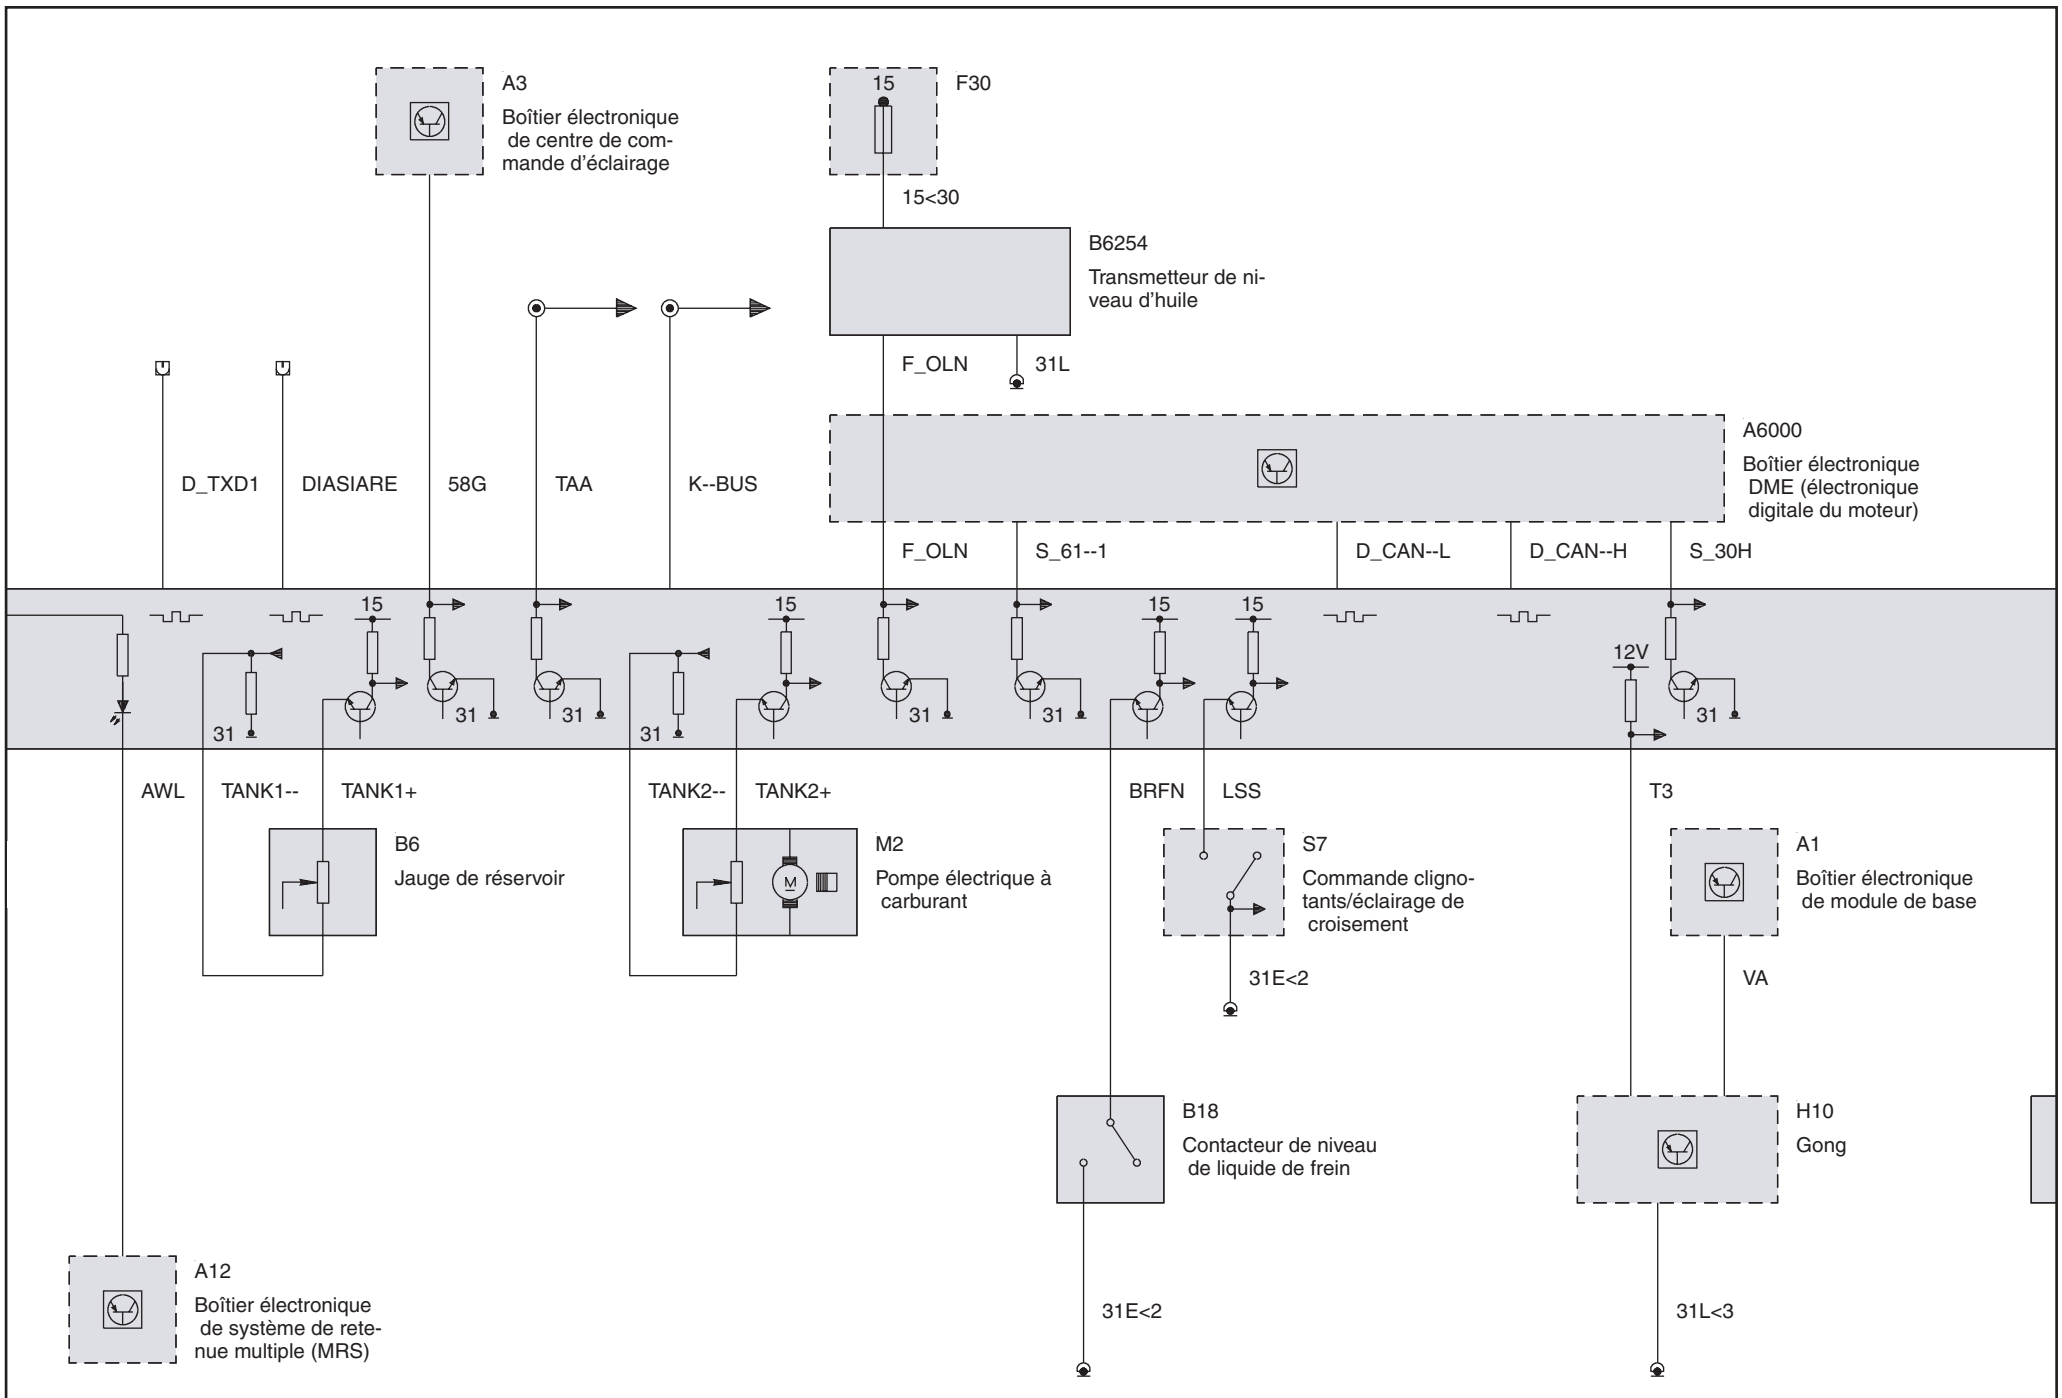 A3
Boîtier électronique
de centre de com-
mande d'éclairage
15
F30
15<30
B6254
Transmetteur de ni-
veau d'huile
F_OLN
31L
A6000
Boîtier électronique
DME (électronique
digitale du moteur)
D_TXD1
DIASIARE
58G
TAA
K--BUS
F_OLN
S_61--1
D_CAN--L
D_CAN--H
S_30H
15
15
15
15
12V
31
31
31
31
31
31
31
31
AWL
TANK1--
TANK1+
TANK2--
TANK2+
BRFN
LSS
T3
B6
Jauge de réservoir
M2
M
Pompe électrique à
carburant
S7
Commande cligno-
tants/éclairage de
croisement
A1
Boîtier électronique
de module de base
31E<2
VA
B18
Contacteur de niveau
de liquide de frein
H10
Gong
A12
Boîtier électronique
de système de rete-
nue multiple (MRS)
31E<2
31L<3